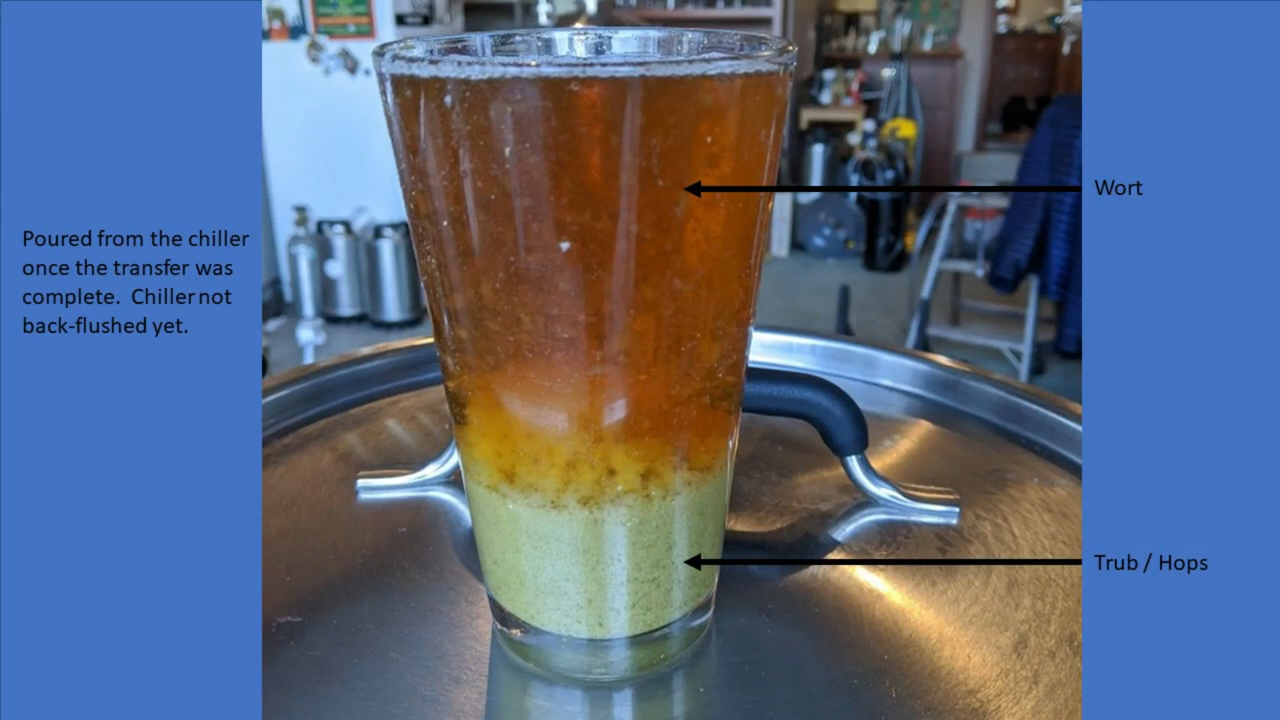 Poured from the chiller
once the transfer was
complete. Chiller not
back-flushed yet.
Wort
Trub / Hops